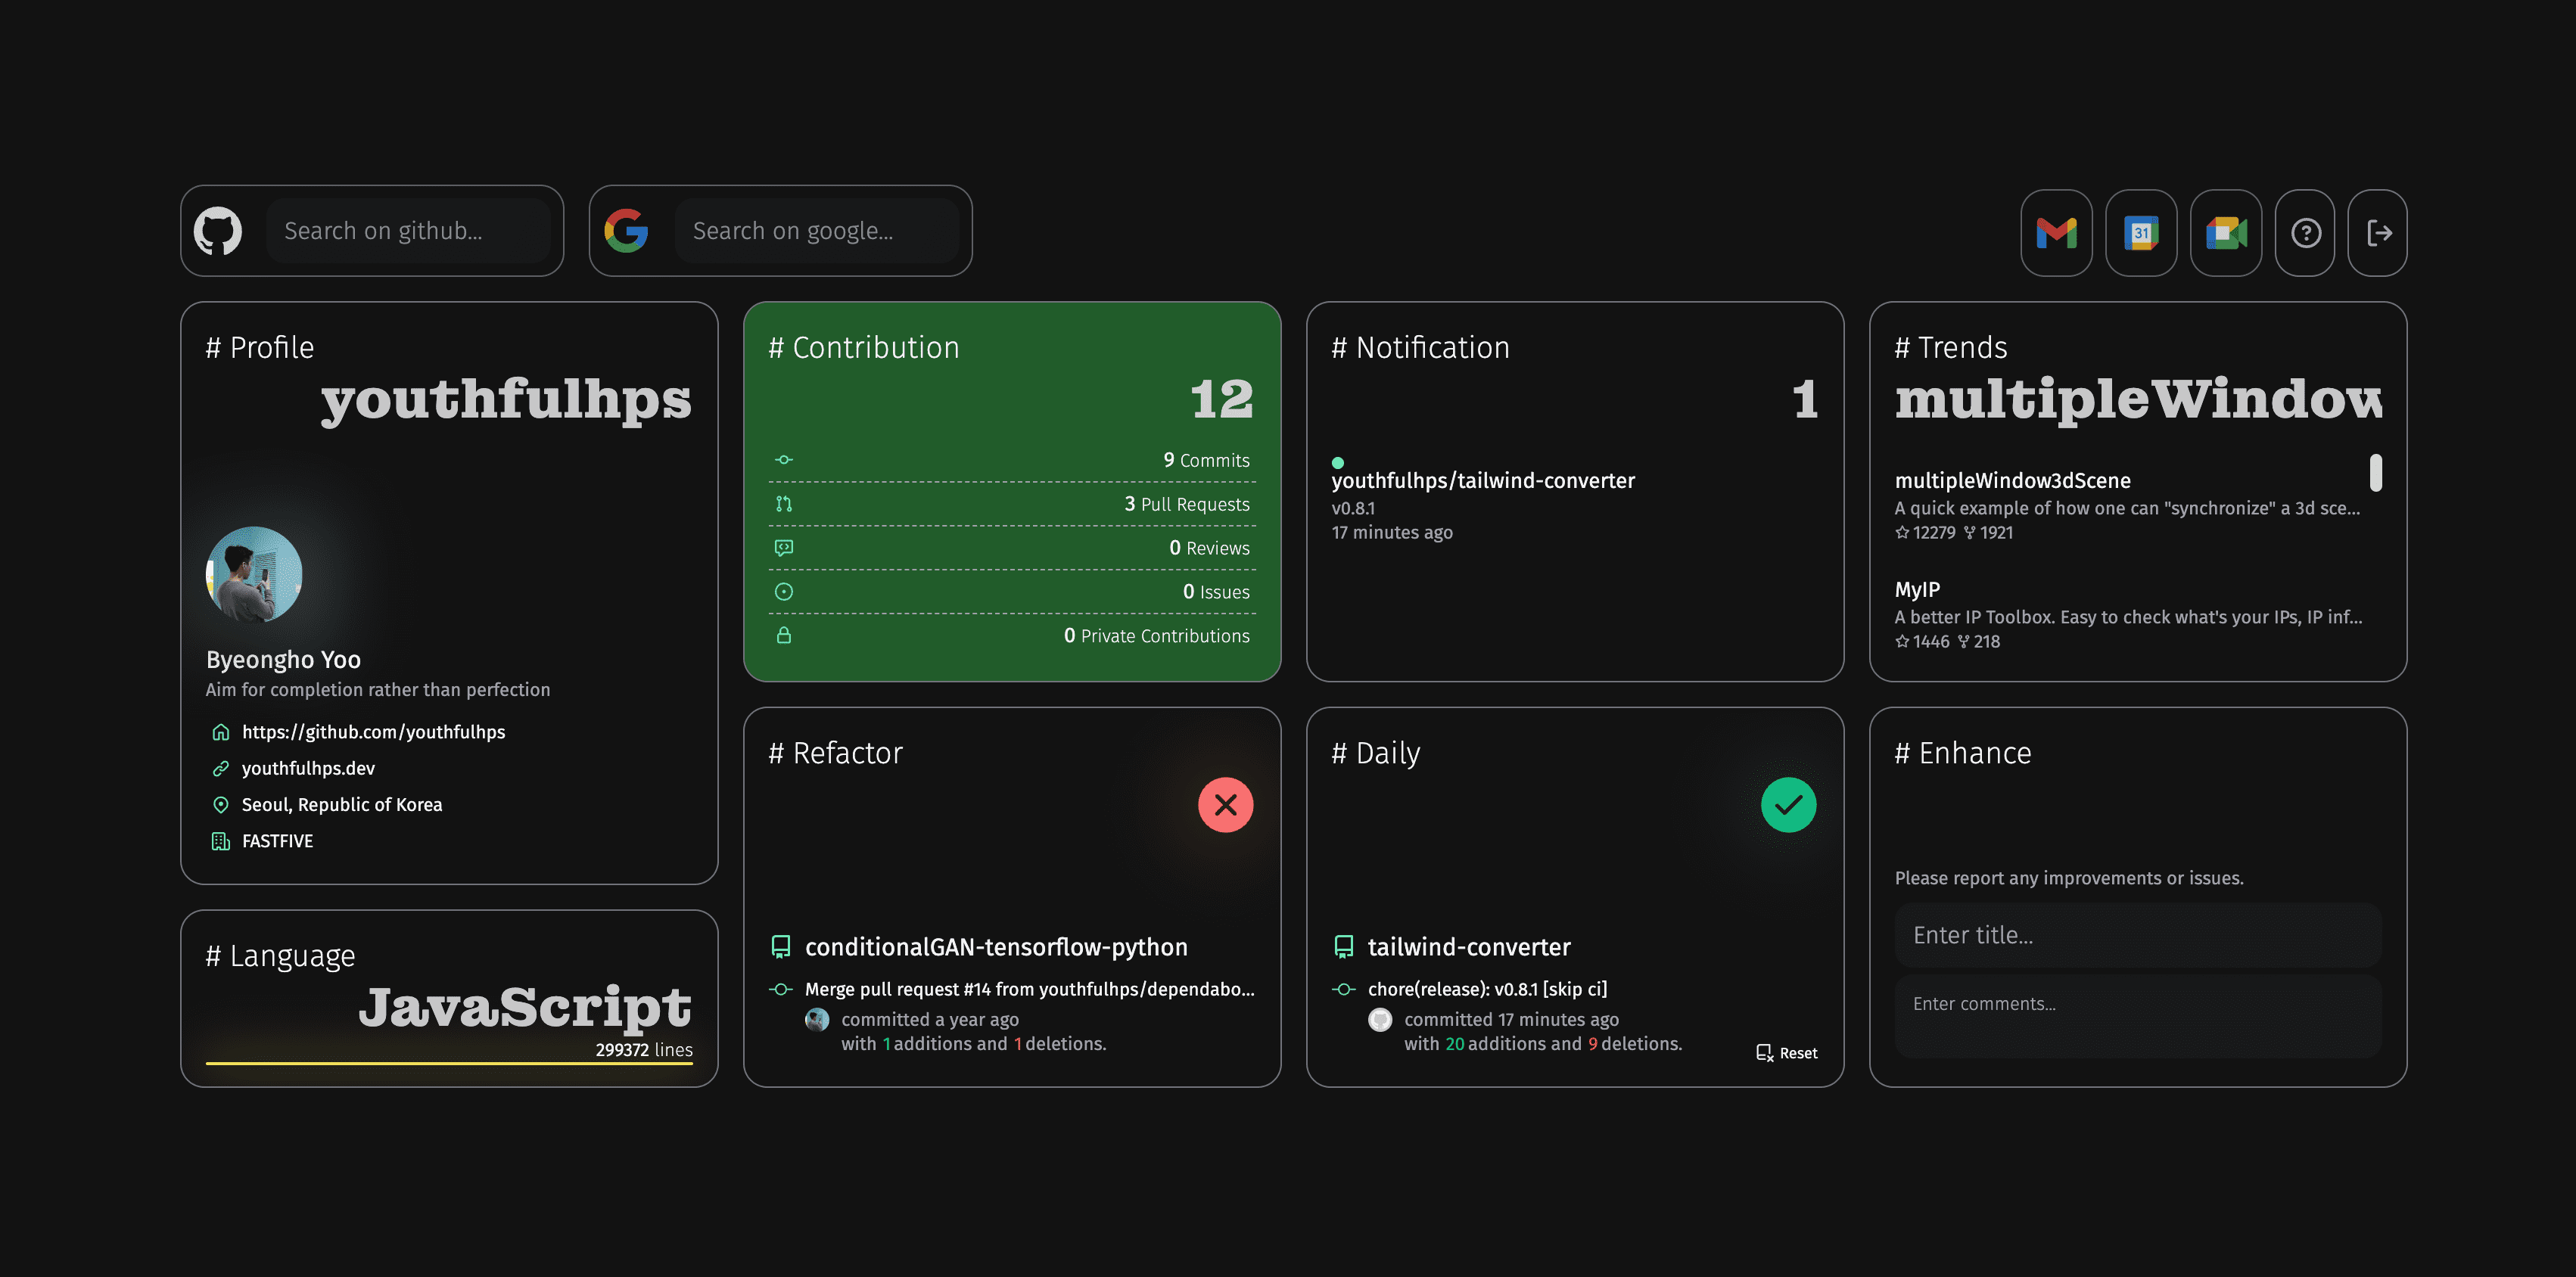 Search on github...
Search on google...
31
# Profile
youthfulhps
Byeongho Yoo
Aim for completion rather than perfection
https://github.com/youthfulhps
youthfulhps.dev
Seoul, Republic of Korea
FASTFIVE
# Language
JavaScript
299372 lines
# Contribution
12
9 Commits
3 Pull Requests
0 Reviews
0 Issues
0 Private Contributions
# Refactor
conditionalGAN-tensorflow-python
Merge pull request #14 from youthfulhps/dependabo...
committed a year ago
with 1 additions and 1 deletions.
# Notification
1
youthfulhps/tailwind-converter
v0.8.1
17 minutes ago
# Daily
tailwind-converter
chore(release): v0.8.1 [skip ci]
committed 17 minutes ago
with 20 additions and 9 deletions.
Reset
# Trends
multipleWindow
multipleWindow3dScene
A quick example of how one can "synchronize" a 3d sce...
12279 1921
MyIP
A better IP Toolbox. Easy to check what's your IPs, IP inf...
1446 218
# Enhance
Please report any improvements or issues.
Enter title...
Enter comments...